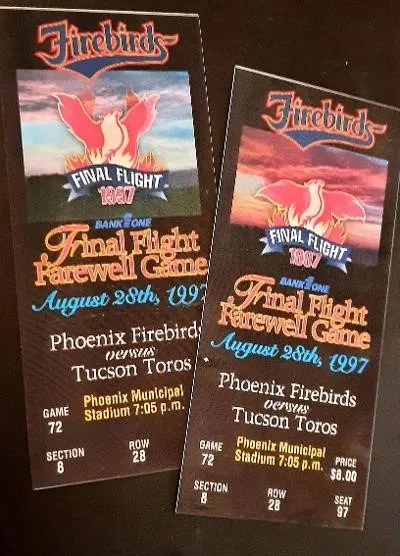 Firebirds
FINAL FLIGHT
1997
BANK ONE
Final Flight
Farewell Game
August 28th, 1997
Phoenix Firebirds
versus
Tucson Toros
Phoenix Municipal
Stadium 7:05 p.m.
GAME
72
SECTION
8
ROW
28
Firebirds
FINAL FLIGHT
1997
BANK ONE
Final Flight
Farewell Game
August 28th, 1997
Phoenix Firebirds
versus
Tucson Toros
GAME
72
Phoenix Municipal
Stadium 7:05 p.m.
PRICE
$8.00
SECTION
8
ROW
28
SEAT
97